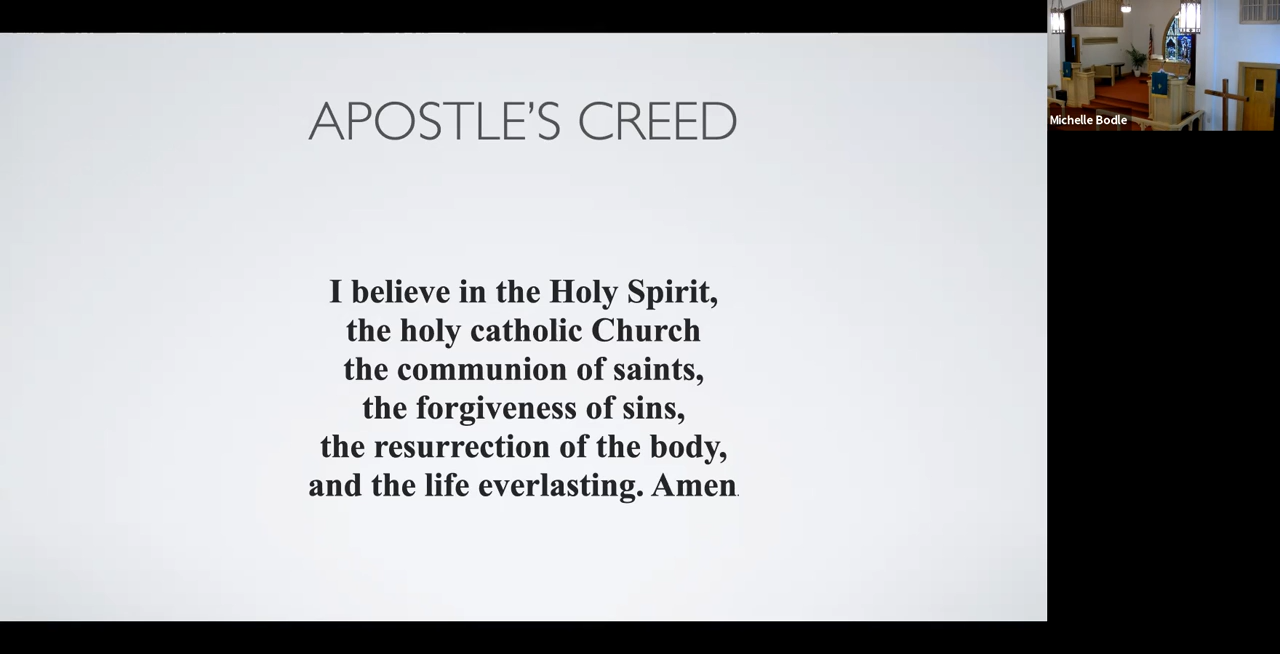 APOSTLE'S CREED
I believe in the Holy Spirit,
the holy catholic Church
the communion of saints,
the forgiveness of sins,
the resurrection of the body,
and the life everlasting. Amen.
Michelle Bodle